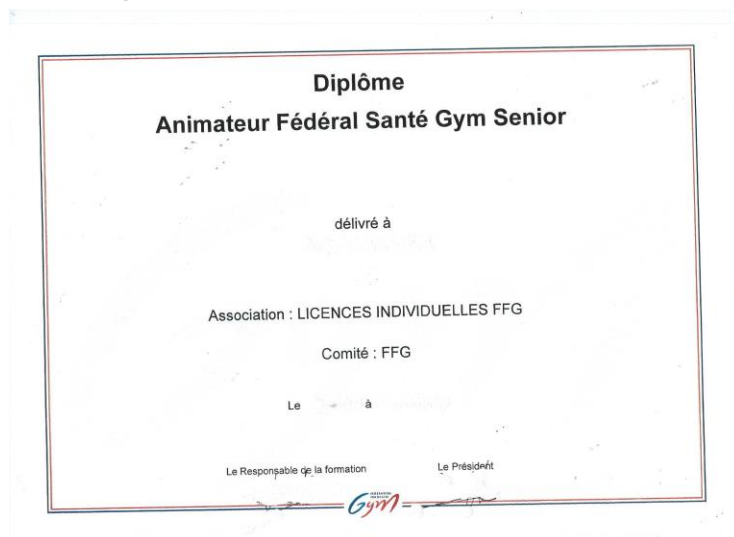 Diplôme
Animateur Fédéral Santé Gym Senior
délivré à
Association : LICENCES INDIVIDUELLES FFG
Comité : FFG
Le à
Le Responsable de la formation Le Président
Gym